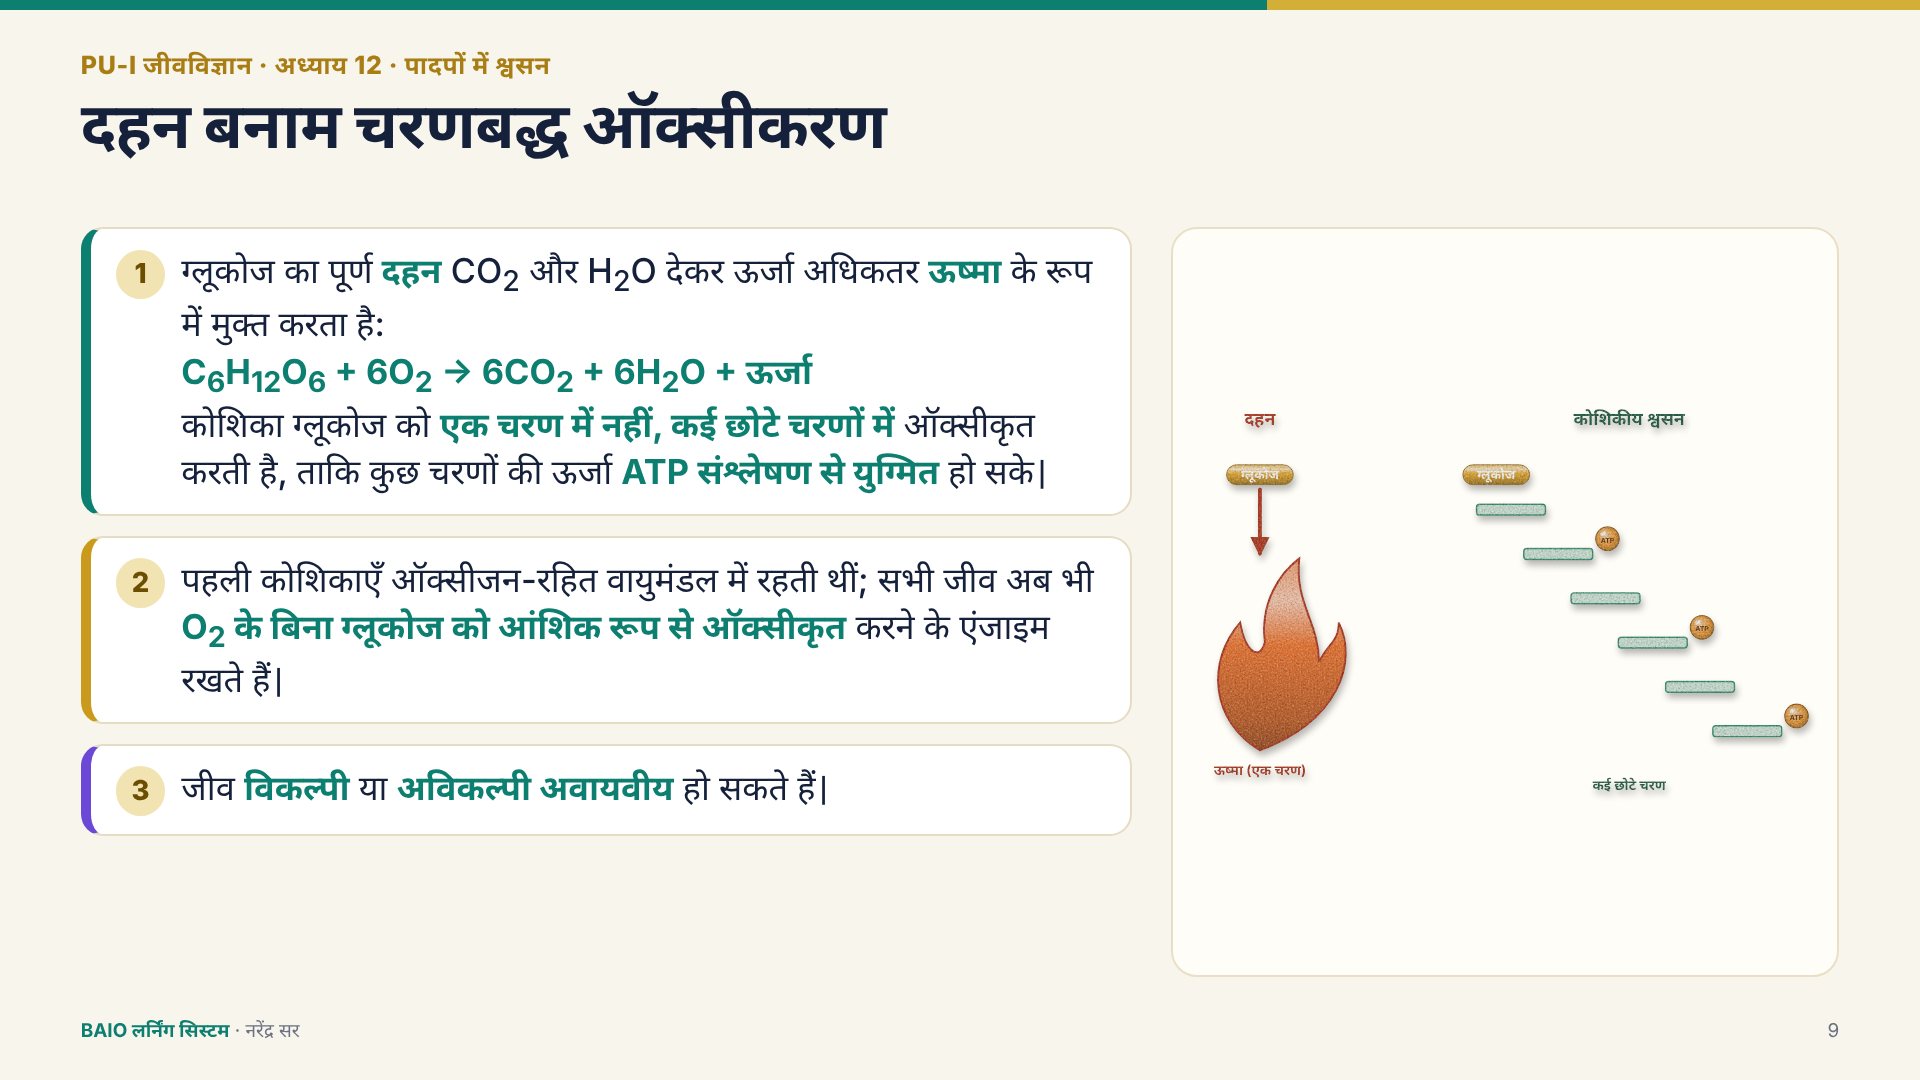 PU-I जीवविज्ञान · अध्याय 12 · पादपों में श्वसन
दहन बनाम चरणबद्ध ऑक्सीकरण
1
ग्लूकोज का पूर्ण दहन CO₂ और H₂O देकर ऊर्जा अधिकतर ऊष्मा के रूप
में मुक्त करता है:
C₆H₁₂O₆ + 6O₂ → 6CO₂ + 6H₂O + ऊर्जा
कोशिका ग्लूकोज को एक चरण में नहीं, कई छोटे चरणों में ऑक्सीकृत
करती है, ताकि कुछ चरणों की ऊर्जा ATP संश्लेषण से युग्मित हो सके|
2
पहली कोशिकाएँ ऑक्सीजन-रहित वायुमंडल में रहती थीं; सभी जीव अब भी
O₂ के बिना ग्लूकोज को आंशिक रूप से ऑक्सीकृत करने के एंजाइम
रखते हैं|
3
जीव विकल्पी या अविकल्पी अवायवीय हो सकते हैं|
दहन
ग्लूकोज
ऊष्मा (एक चरण)
कोशिकीय श्वसन
ग्लूकोज
ATP
ATP
ATP
कई छोटे चरण
BAIO लर्निंग सिस्टम · नरेंद्र सर
9